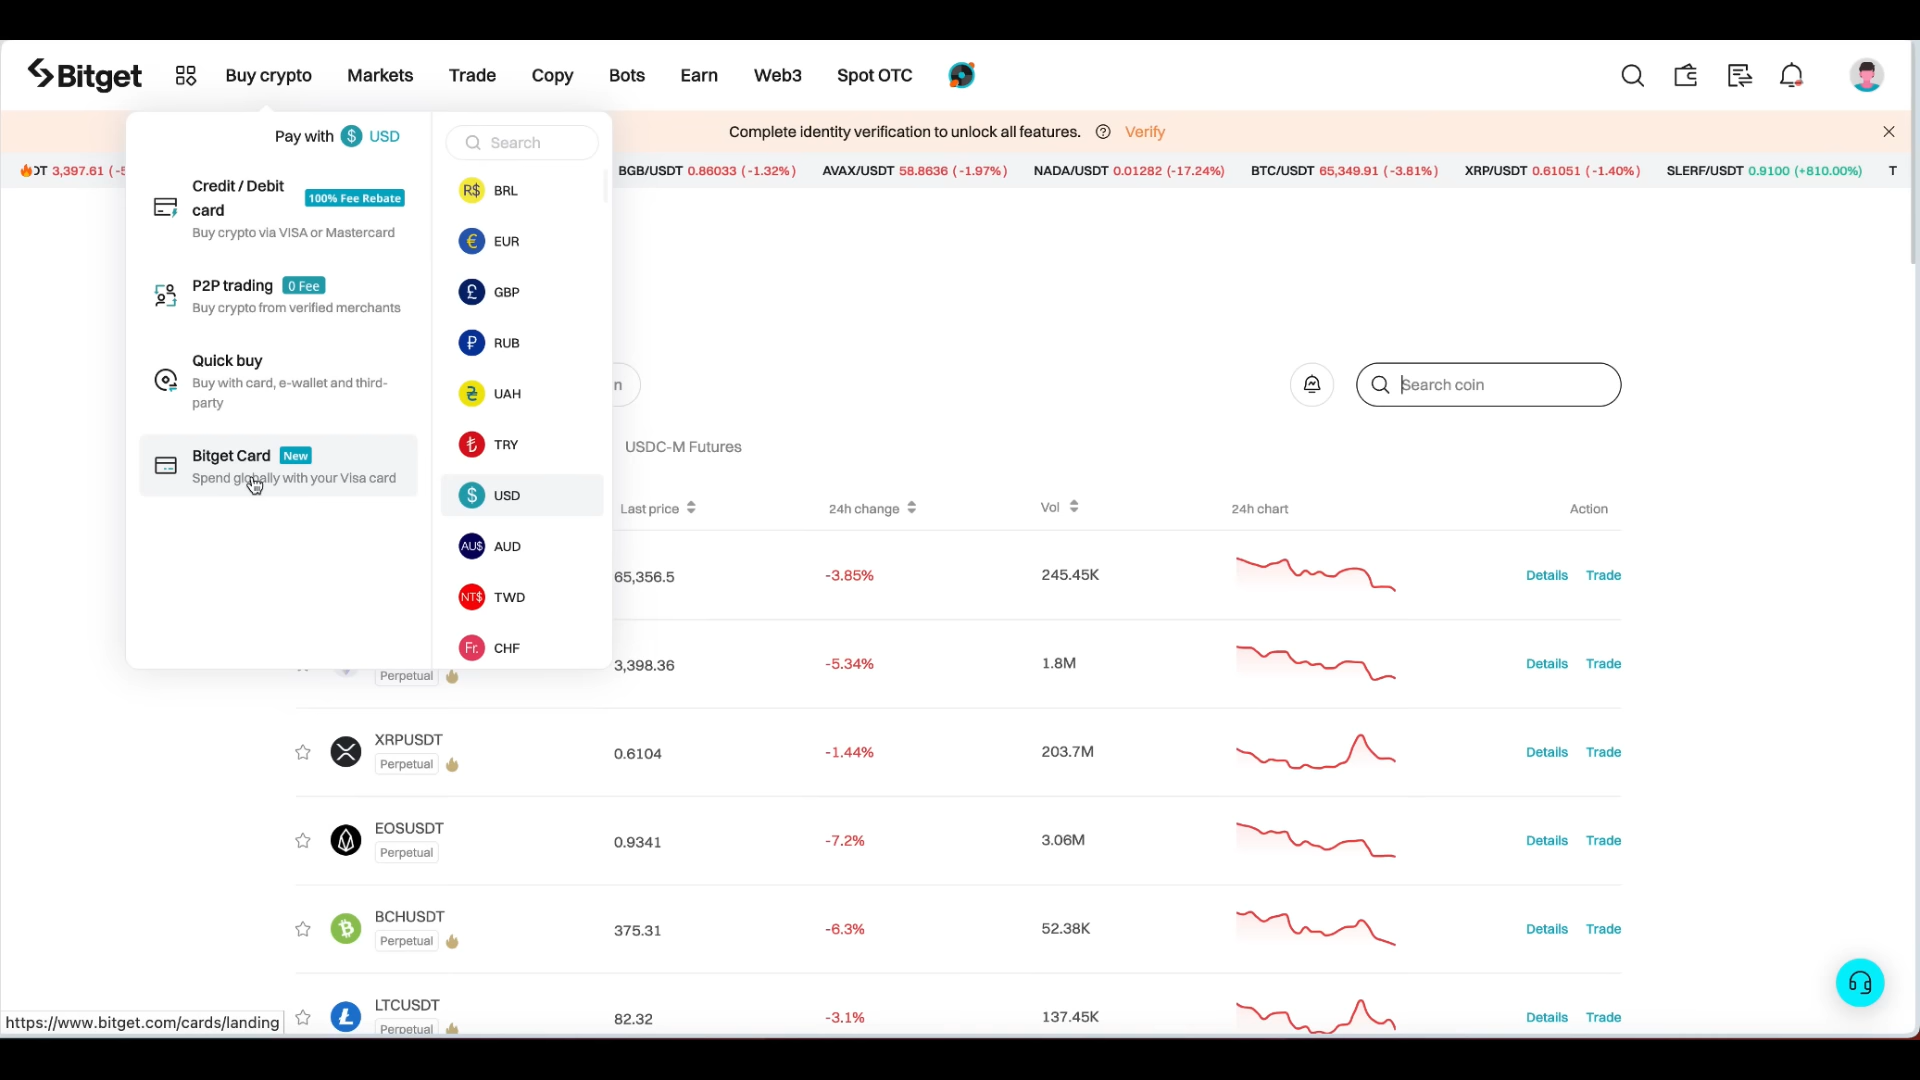 Bitget Buy crypto Markets Trade Copy Bots Earn Web3 Spot OTC
Pay with $ USD
Complete identity verification to unlock all features. ? Verify
DT 3,397.61 (-5
BGB/USDT 0.86033 (-1.32%) AVAX/USDT 58.8636 (-1.97%) NADA/USDT 0.01282 (-17.24%) BTC/USDT 65,349.91 (-3.81%) XRP/USDT 0.61051 (-1.40%) SLERF/USDT 0.9100 (+810.00%) T
Credit / Debit
card
100% Fee Rebate
Buy crypto via VISA or Mastercard
P2P trading 0 Fee
Buy crypto from verified merchants
Quick buy
Buy with card, e-wallet and third-
party
Bitget Card New
Spend globally with your Visa card
Search
R$ BRL
€ EUR
£ GBP
₽ RUB
₴ UAH
₺ TRY
$ USD
AU$ AUD
NT$ TWD
Fr. CHF
n
Search coin
USDC-M Futures
Last price 24h change Vol 24h chart Action
65,356.5 -3.85% 245.45K Details Trade
3,398.36 -5.34% 1.8M Details Trade
Perpetual
XRPUSDT
Perpetual
0.6104 -1.44% 203.7M Details Trade
EOSUSDT
Perpetual
0.9341 -7.2% 3.06M Details Trade
BCHUSDT
Perpetual
375.31 -6.3% 52.38K Details Trade
LTCUSDT
Perpetual
82.32 -3.1% 137.45K Details Trade
https://www.bitget.com/cards/landing